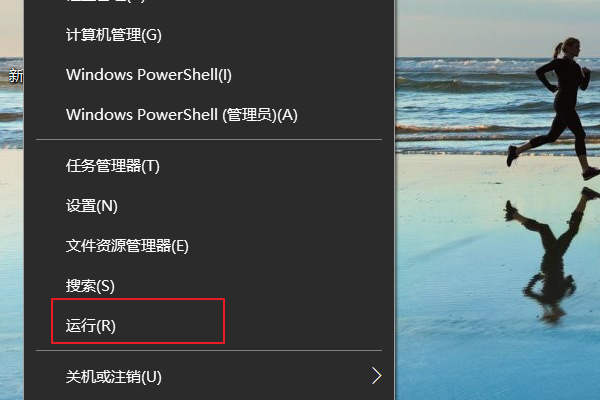 计算机管理(G)
新
Windows PowerShell(I)
Windows PowerShell (管理员)(A)
任务管理器(T)
设置(N)
文件资源管理器(E)
搜索(S)
运行(R)
关机或注销(U)